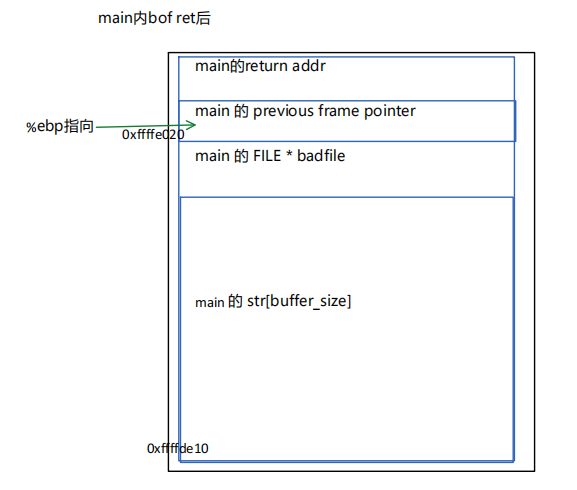 main内bof ret后
main的return addr
main 的 previous frame pointer
%ebp指向
0xffffe020
main 的 FILE * badfile
main 的 str[buffer_size]
0xffffde10